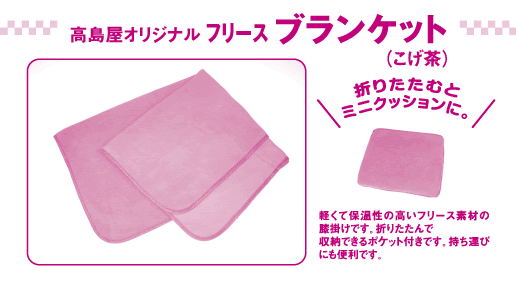 高島屋オリジナル フリース ブランケット
（こげ茶）
折りたたむと
ミニクッションに。
軽くて保温性の高いフリース素材の
膝掛けです。折りたたんで
収納できるポケット付きです。持ち運び
にも便利です。